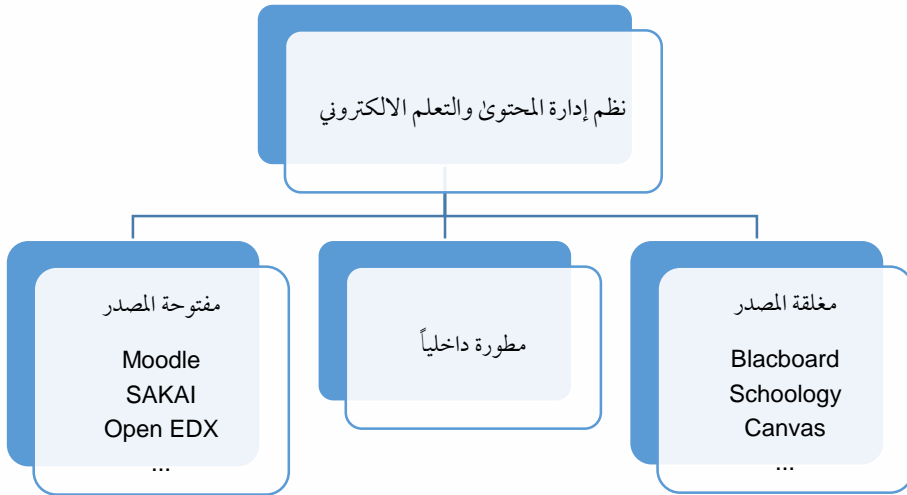 نظم إدارة المحتوىٰ والتعلم الالكتروني
مغلقة المصدر
Blacboard
Schoology
Canvas
...
مطورة داخلياً
مفتوحة المصدر
Moodle
SAKAI
Open EDX
...